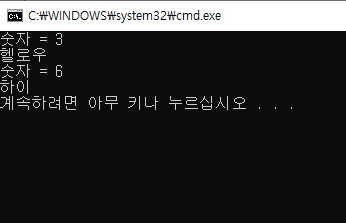 C:₩WINDOWS₩system32₩cmd.exe
숫자 = 3
헬로우
숫자 = 6
하이
계속하려면 아무 키나 누르십시오 . . .